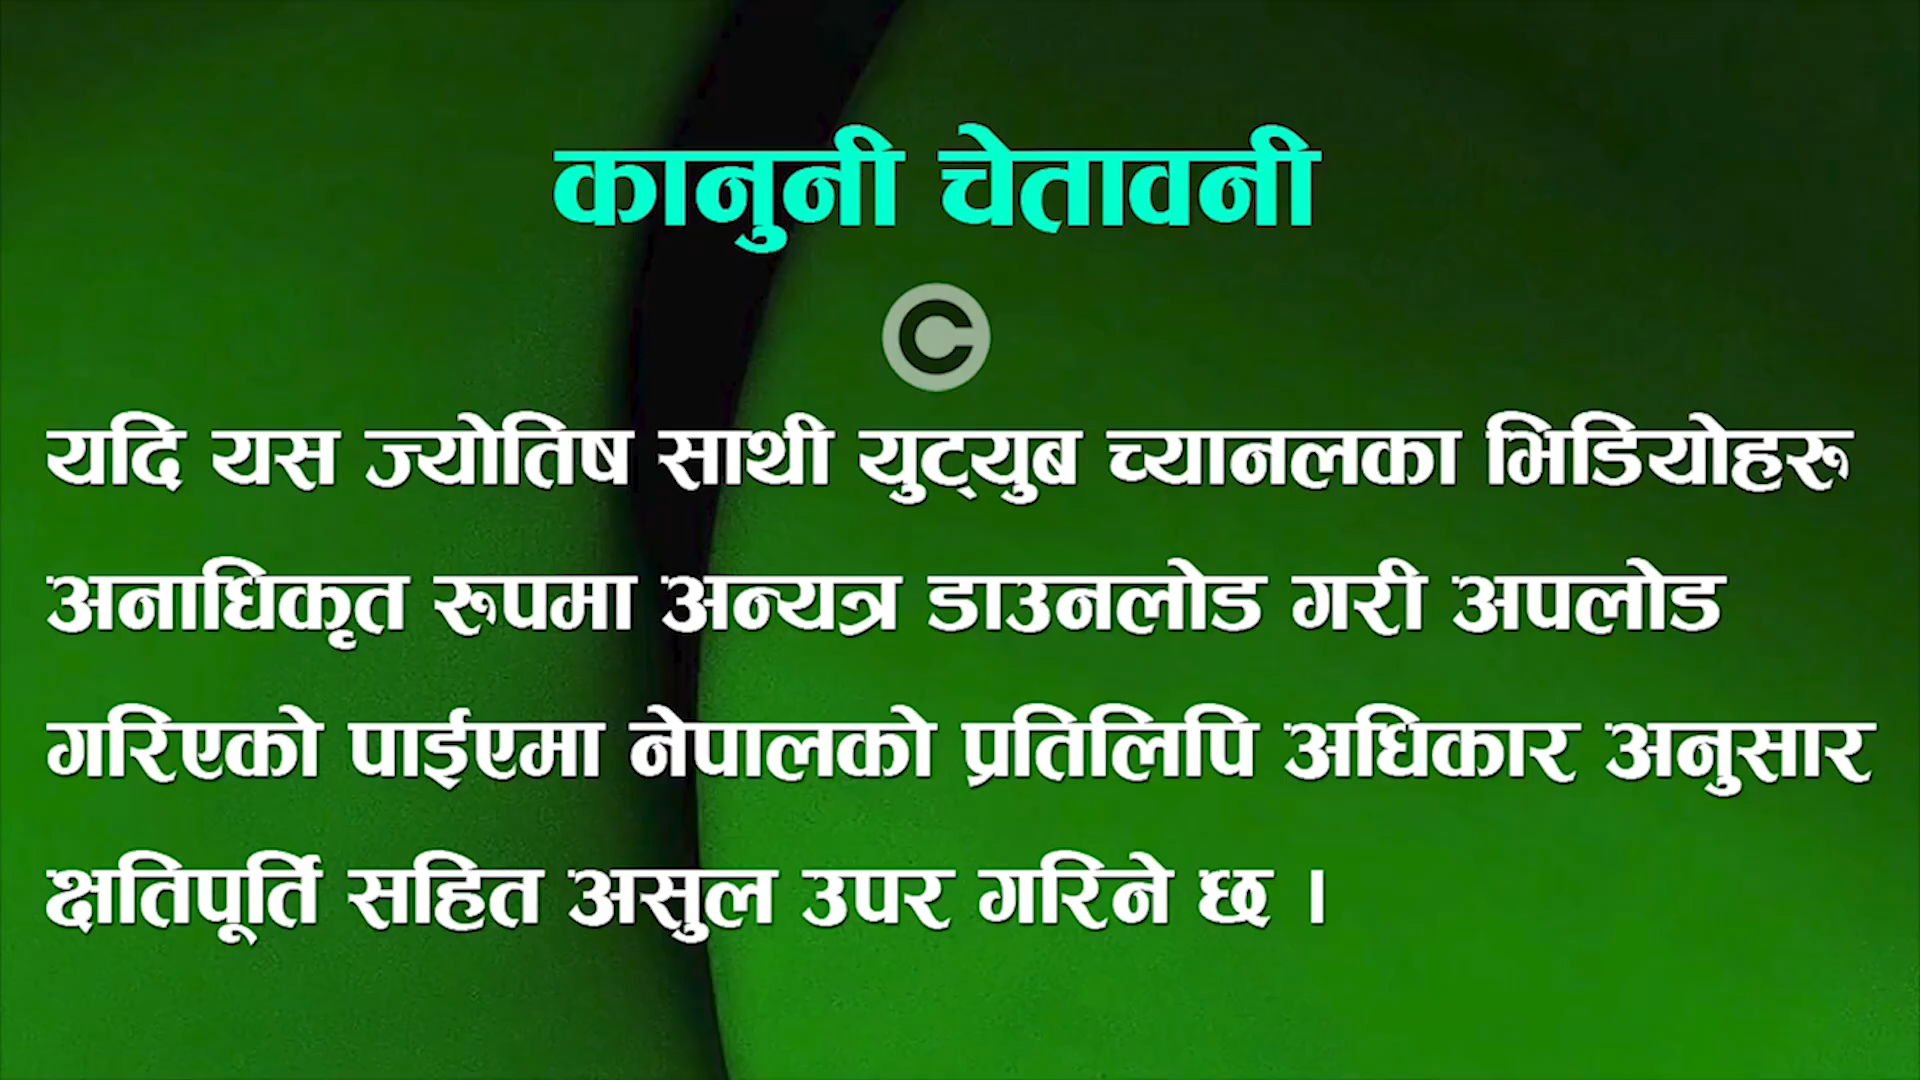 कानुनी चेतावनी
©
यदि यस ज्योतिष साथी युट्युब च्यानलका भिडियोहरु
अनाधिकृत रुपमा अन्यत्र डाउनलोड गरी अपलोड
गरिएको पाईएमा नेपालको प्रतिलिपि अधिकार अनुसार
क्षतिपूर्ति सहित असुल उपर गरिने छ ।